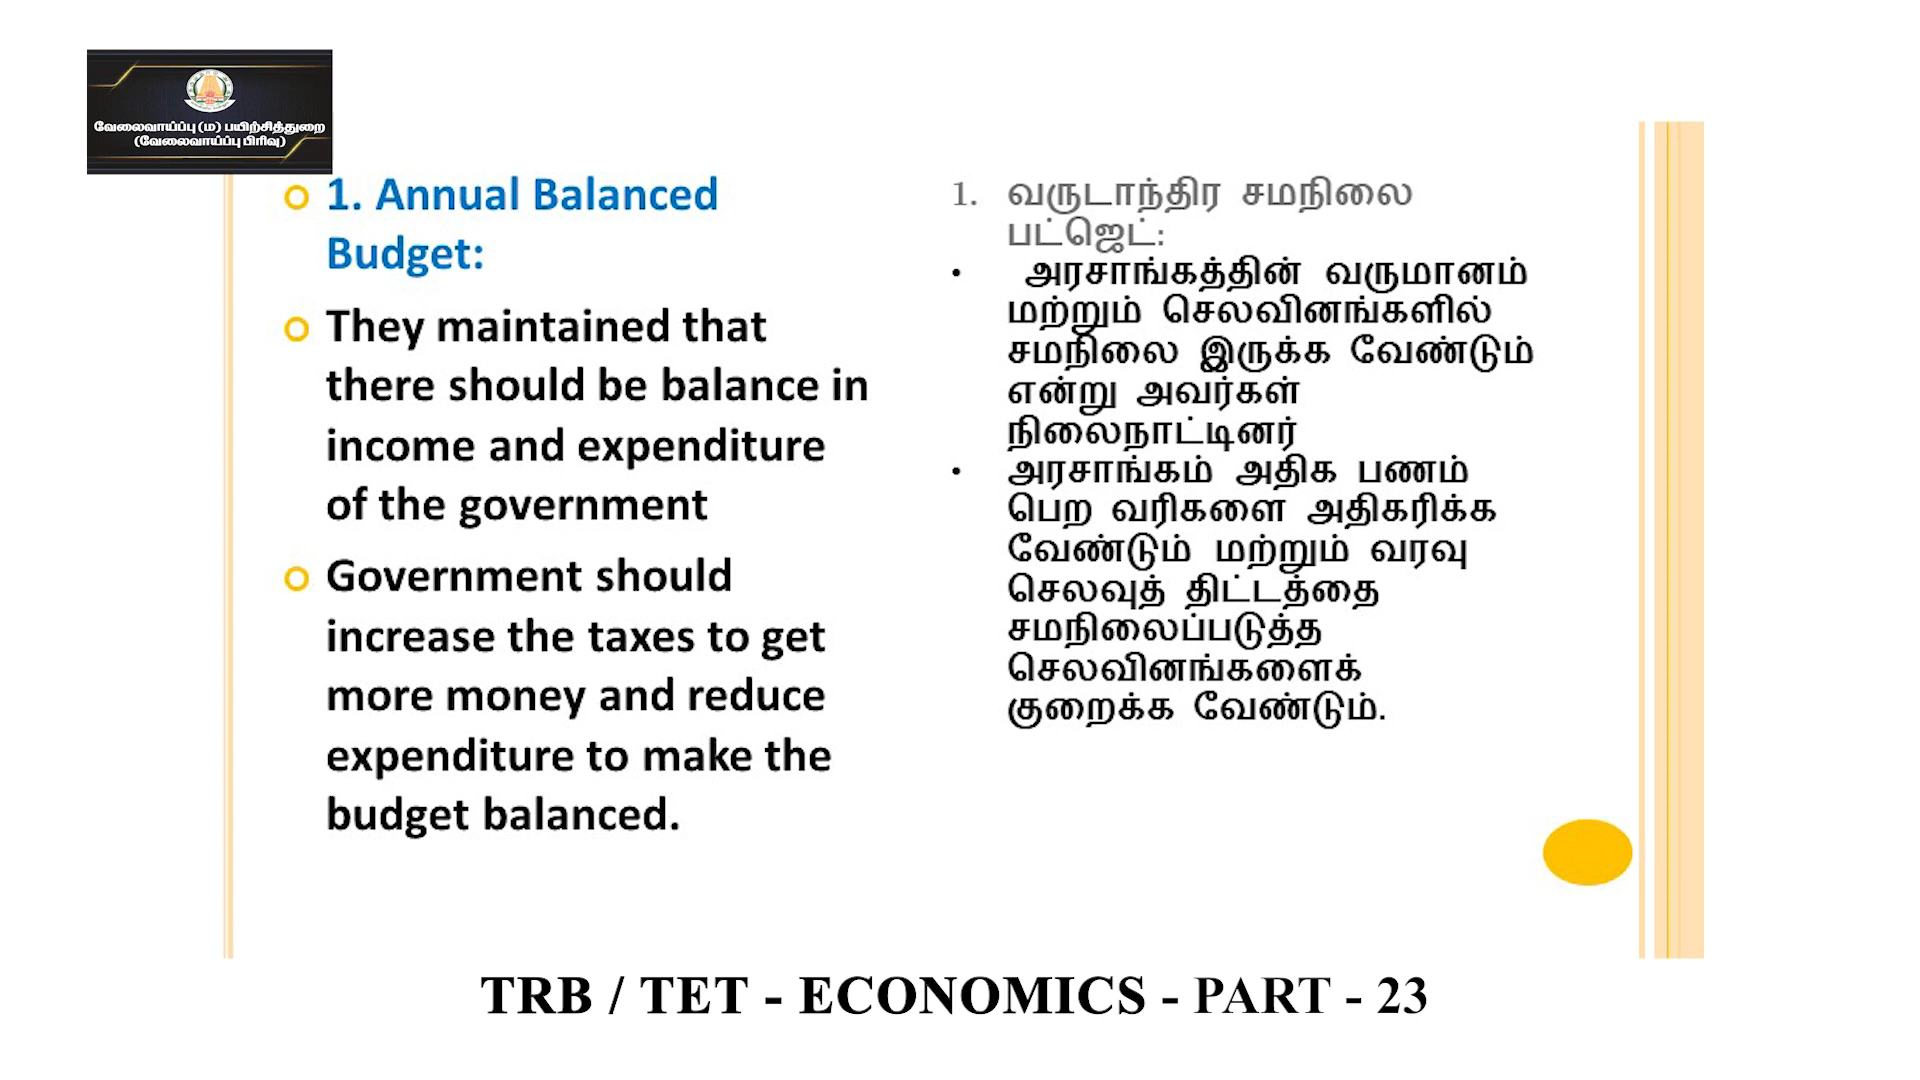 வேலைவாய்ப்பு (ம) பயிற்சித்துறை
(வேலைவாய்ப்பு பிரிவு)
1. Annual Balanced
Budget:
They maintained that
there should be balance in
income and expenditure
of the government
Government should
increase the taxes to get
more money and reduce
expenditure to make the
budget balanced.
1. வருடாந்திர சமநிலை
பட்ஜெட்:
• அரசாங்கத்தின் வருமானம்
மற்றும் செலவினங்களில்
சமநிலை இருக்க வேண்டும்
என்று அவர்கள்
நிலைநாட்டினர்
• அரசாங்கம் அதிக பணம்
பெற வரிகளை அதிகரிக்க
வேண்டும் மற்றும் வரவு
செலவுத் திட்டத்தை
சமநிலைப்படுத்த
செலவினங்களைக்
குறைக்க வேண்டும்.
TRB / TET - ECONOMICS - PART - 23